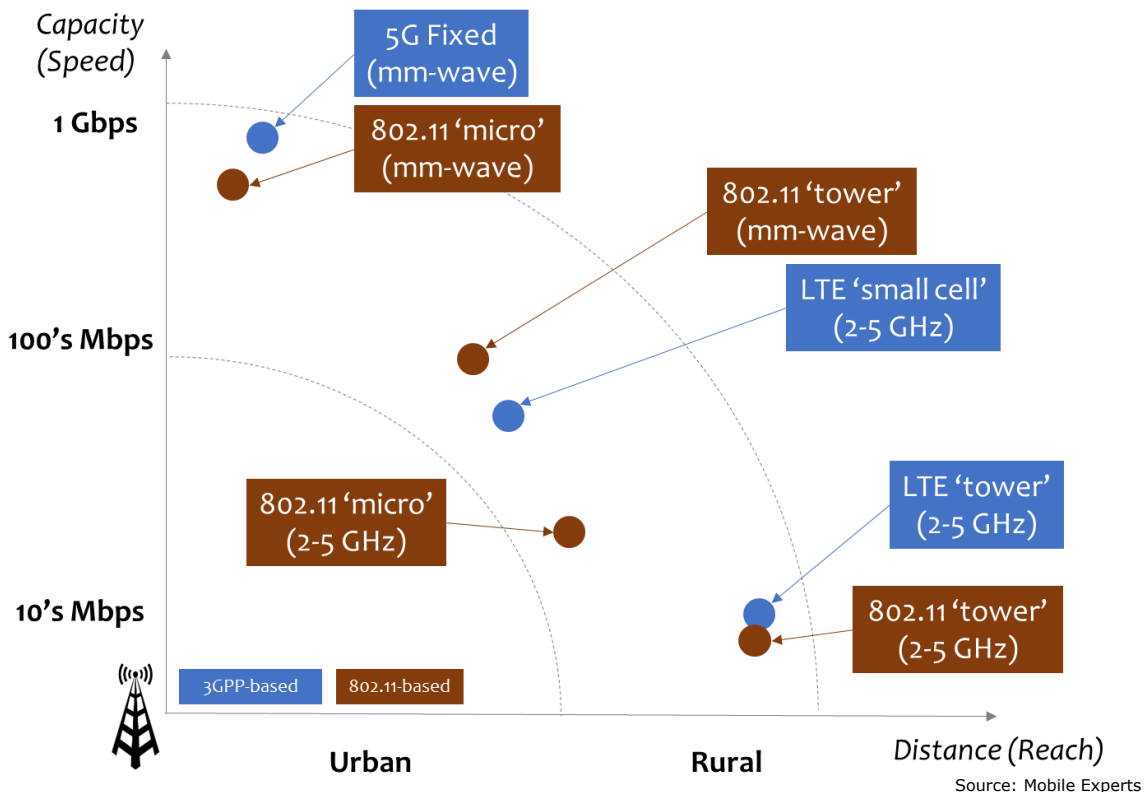 Capacity
(Speed)
5G Fixed
(mm-wave)
1 Gbps
802.11 ‘micro’
(mm-wave)
802.11 ‘tower’
(mm-wave)
LTE ‘small cell’
(2-5 GHz)
100’s Mbps
802.11 ‘micro’
(2-5 GHz)
LTE ‘tower’
(2-5 GHz)
10’s Mbps
802.11 ‘tower’
(2-5 GHz)
3GPP-based
802.11-based
Urban
Rural
Distance (Reach)
Source: Mobile Experts